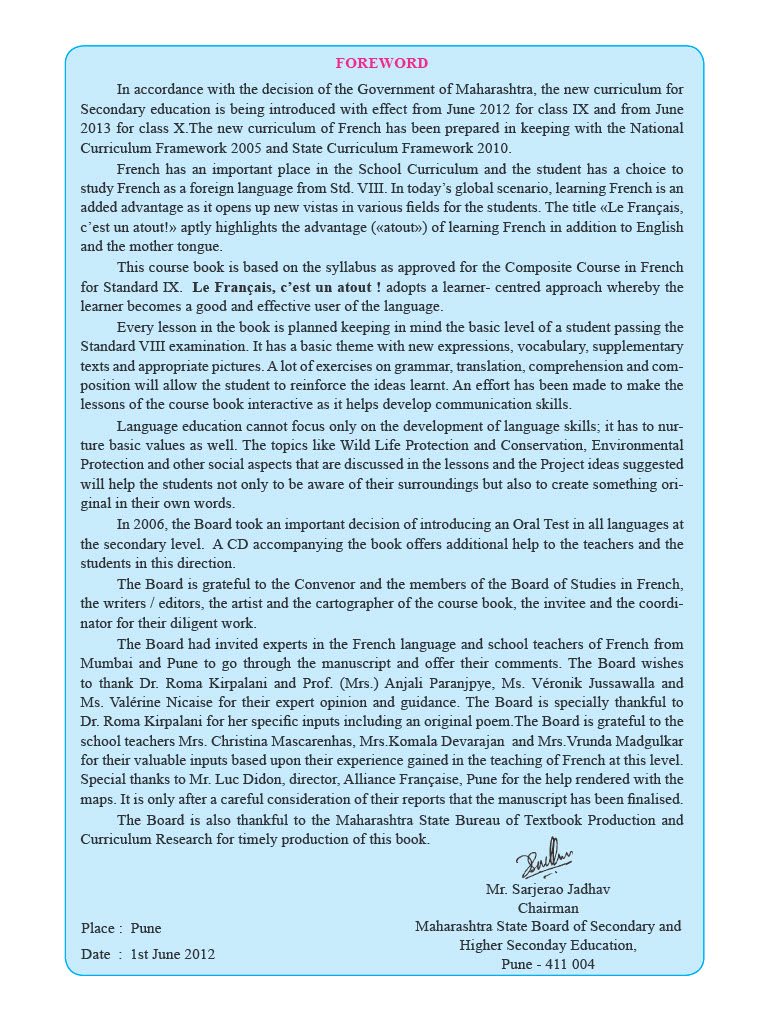 FOREWORD
In accordance with the decision of the Government of Maharashtra, the new curriculum for
Secondary education is being introduced with effect from June 2012 for class IX and from June
2013 for class X.The new curriculum of French has been prepared in keeping with the National
Curriculum Framework 2005 and State Curriculum Framework 2010.
French has an important place in the School Curriculum and the student has a choice to
study French as a foreign language from Std. VIII. In today's global scenario, learning French is an
added advantage as it opens up new vistas in various fields for the students. The title «Le Français,
c'est un atout!» aptly highlights the advantage («atout») of learning French in addition to English
and the mother tongue.
This course book is based on the syllabus as approved for the Composite Course in French
for Standard IX. Le Français, c'est un atout ! adopts a learner- centred approach whereby the
learner becomes a good and effective user of the language.
Every lesson in the book is planned keeping in mind the basic level of a student passing the
Standard VIII examination. It has a basic theme with new expressions, vocabulary, supplementary
texts and appropriate pictures. A lot of exercises on grammar, translation, comprehension and com-
position will allow the student to reinforce the ideas learnt. An effort has been made to make the
lessons of the course book interactive as it helps develop communication skills.
Language education cannot focus only on the development of language skills; it has to nur-
ture basic values as well. The topics like Wild Life Protection and Conservation, Environmental
Protection and other social aspects that are discussed in the lessons and the Project ideas suggested
will help the students not only to be aware of their surroundings but also to create something ori-
ginal in their own words.
In 2006, the Board took an important decision of introducing an Oral Test in all languages at
the secondary level. A CD accompanying the book offers additional help to the teachers and the
students in this direction.
The Board is grateful to the Convenor and the members of the Board of Studies in French,
the writers / editors, the artist and the cartographer of the course book, the invitee and the coordi-
nator for their diligent work.
The Board had invited experts in the French language and school teachers of French from
Mumbai and Pune to go through the manuscript and offer their comments. The Board wishes
to thank Dr. Roma Kirpalani and Prof. (Mrs.) Anjali Paranjpye, Ms. Véronik Jussawalla and
Ms. Valérine Nicaise for their expert opinion and guidance. The Board is specially thankful to
Dr. Roma Kirpalani for her specific inputs including an original poem.The Board is grateful to the
school teachers Mrs. Christina Mascarenhas, Mrs.Komala Devarajan and Mrs.Vrunda Madgulkar
for their valuable inputs based upon their experience gained in the teaching of French at this level.
Special thanks to Mr. Luc Didon, director, Alliance Française, Pune for the help rendered with the
maps. It is only after a careful consideration of their reports that the manuscript has been finalised.
The Board is also thankful to the Maharashtra State Bureau of Textbook Production and
Curriculum Research for timely production of this book.
Mr. Sarjerao Jadhav
Chairman
Maharashtra State Board of Secondary and
Higher Seconday Education,
Pune - 411 004
Place : Pune
Date : 1st June 2012